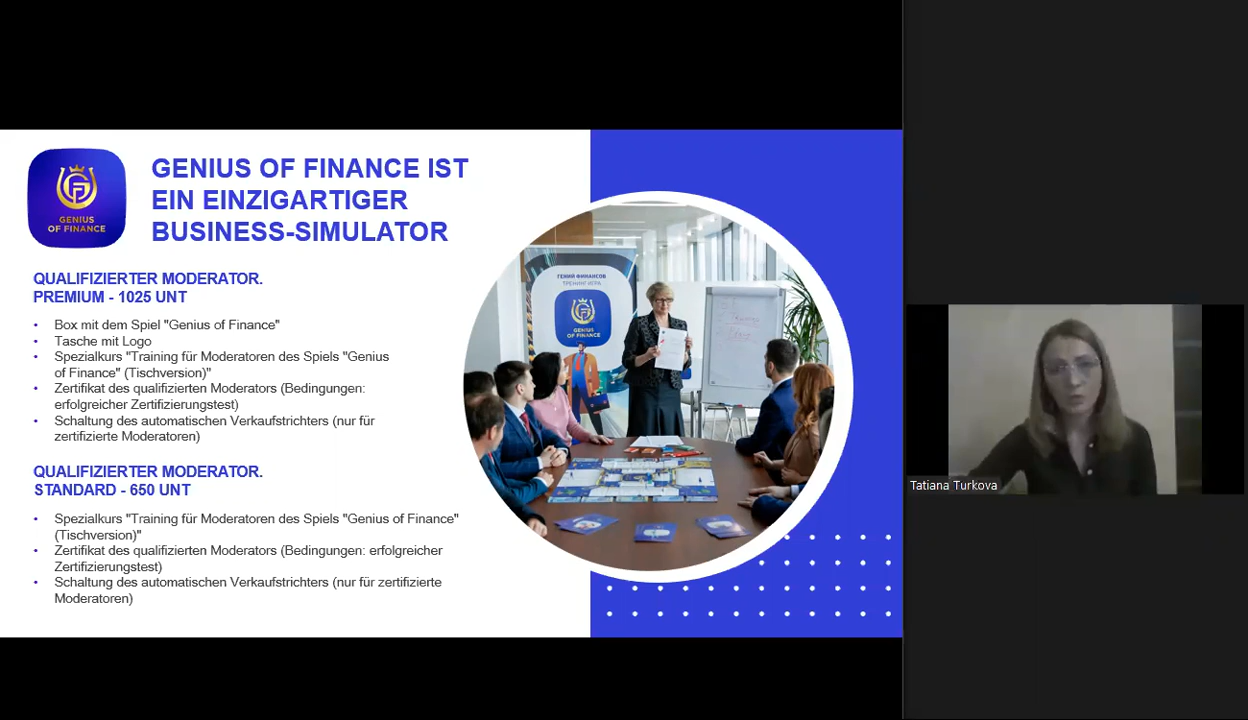 GENIUS
OF FINANCE
GENIUS OF FINANCE IST
EIN EINZIGARTIGER
BUSINESS-SIMULATOR
QUALIFIZIERTER MODERATOR.
PREMIUM - 1025 UNT
• Box mit dem Spiel "Genius of Finance"
• Tasche mit Logo
• Spezialkurs "Training für Moderatoren des Spiels "Genius
of Finance" (Tischversion)"
• Zertifikat des qualifizierten Moderators (Bedingungen:
erfolgreicher Zertifizierungstest)
• Schaltung des automatischen Verkaufstrichters (nur für
zertifizierte Moderatoren)
QUALIFIZIERTER MODERATOR.
STANDARD - 650 UNT
• Spezialkurs "Training für Moderatoren des Spiels "Genius of Finance"
(Tischversion)"
• Zertifikat des qualifizierten Moderators (Bedingungen: erfolgreicher
Zertifizierungstest)
• Schaltung des automatischen Verkaufstrichters (nur für zertifizierte
Moderatoren)
ГЕНИЙ ФИНАНСОВ
ТРЕНИНГ-ИГРА
GENIUS
OF FINANCE
Tatiana Turkova